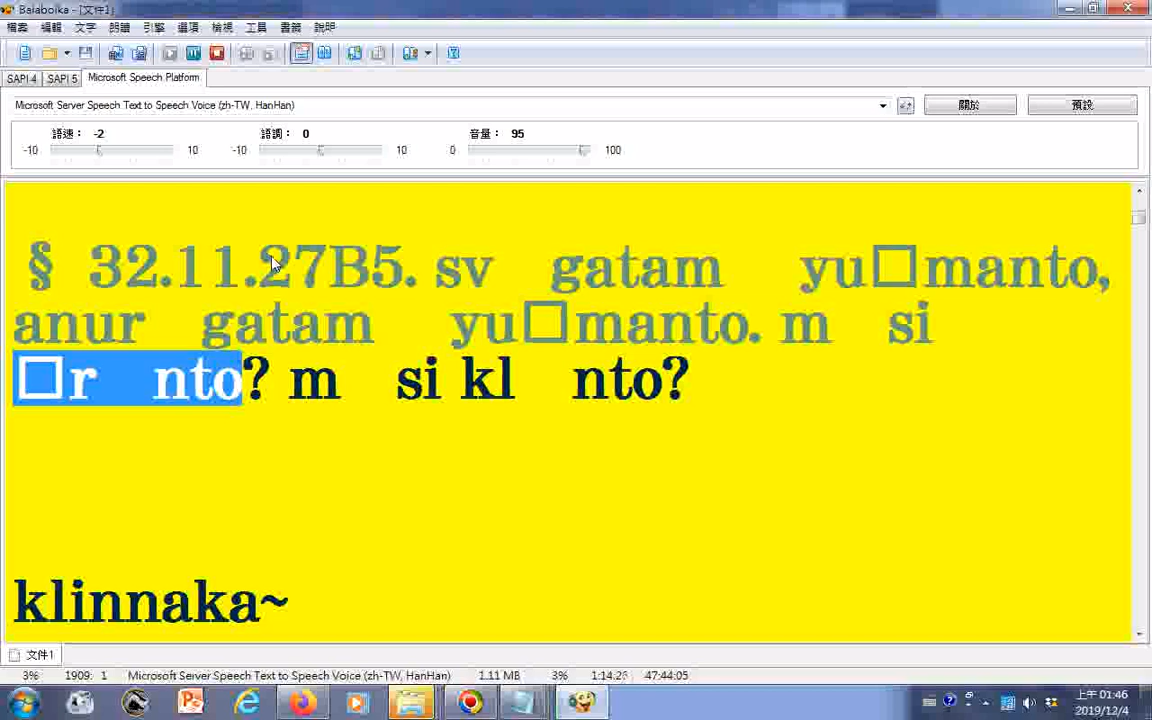 Balabolka - [文件1]
檔案 編輯 文字 朗讀 引擎 選項 檢視 工具 書籤 說明
SAPI 4 SAPI 5 Microsoft Speech Platform
Microsoft Server Speech Text to Speech Voice (zh-TW, HanHan) 關於 預設
語速： -2 語調： 0 音量： 95
-10 10 -10 10 0 100
§ 32.11.27B5. sv gatam yu□manto,
anur gatam yu□manto. m si
□r nto? m si kl nto?
klinnaka~
文件1
3% 1909: 1 Microsoft Server Speech Text to Speech Voice (zh-TW, HanHan) 1.11 MB 3% 1:14:23 47:44:05
上午 01:46
2019/12/4